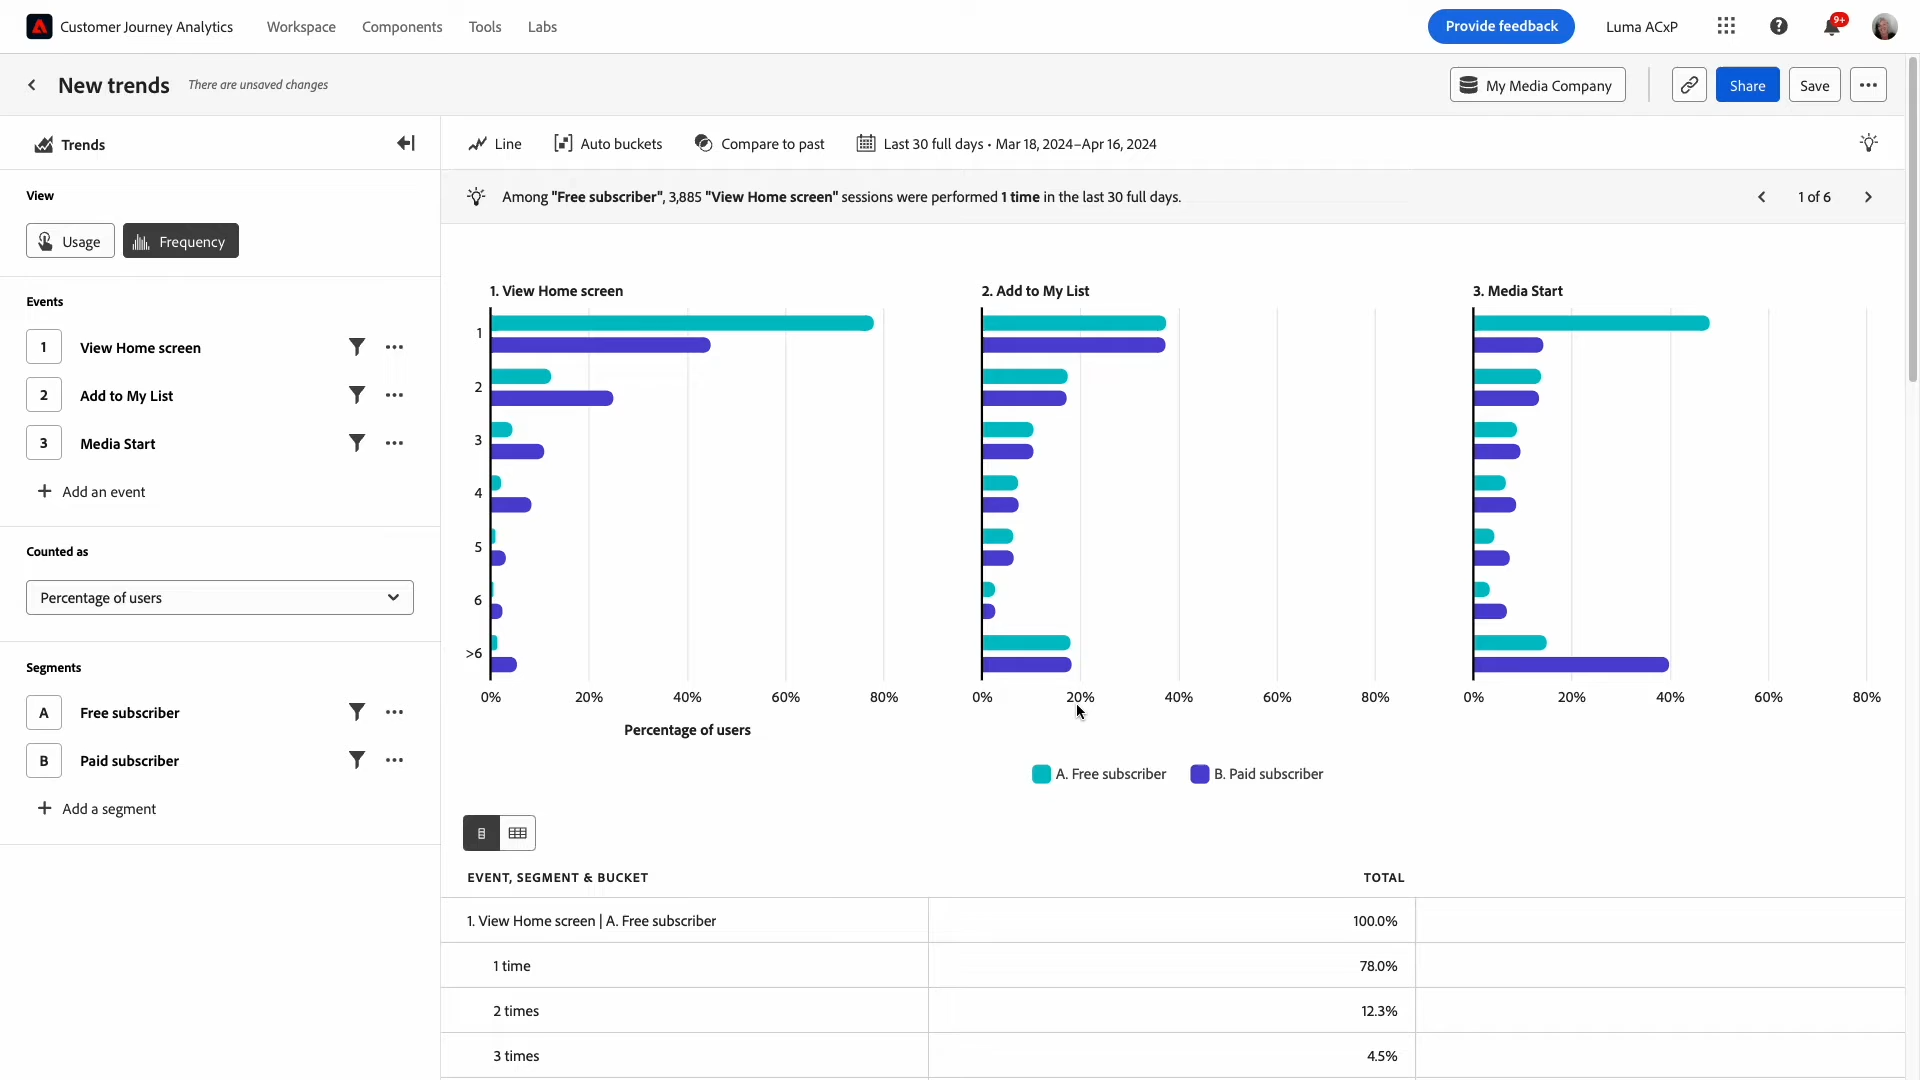 Customer Journey Analytics Workspace Components Tools Labs Provide feedback Luma ACxP 9+
New trends There are unsaved changes My Media Company Share Save
Trends
View
Usage Frequency
Events
1 View Home screen
2 Add to My List
3 Media Start
Add an event
Counted as
Percentage of users
Segments
A Free subscriber
B Paid subscriber
Add a segment
Line Auto buckets Compare to past Last 30 full days • Mar 18, 2024–Apr 16, 2024
Among "Free subscriber", 3,885 "View Home screen" sessions were performed 1 time in the last 30 full days. 1 of 6
1. View Home screen 2. Add to My List 3. Media Start
1
2
3
4
5
6
>6
0% 20% 40% 60% 80% 0% 20% 40% 60% 80% 0% 20% 40% 60% 80%
Percentage of users
A. Free subscriber B. Paid subscriber
EVENT, SEGMENT & BUCKET TOTAL
1. View Home screen | A. Free subscriber 100.0%
1 time 78.0%
2 times 12.3%
3 times 4.5%